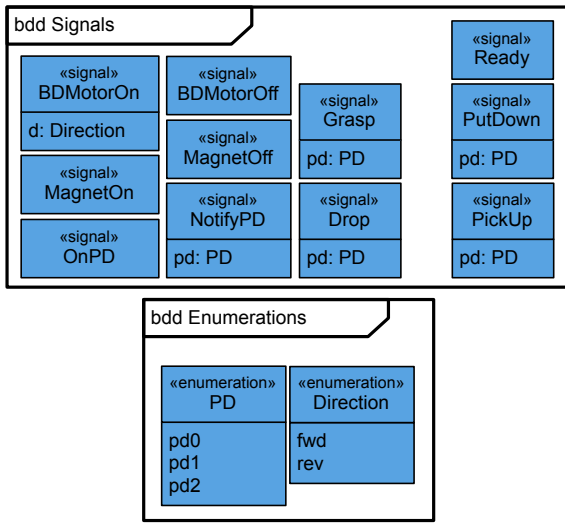 bdd Signals
«signal»
BDMotorOn
d: Direction
«signal»
MagnetOn
«signal»
OnPD
«signal»
BDMotorOff
«signal»
MagnetOff
«signal»
NotifyPD
pd: PD
«signal»
Grasp
pd: PD
«signal»
Drop
pd: PD
«signal»
Ready
«signal»
PutDown
pd: PD
«signal»
PickUp
pd: PD
bdd Enumerations
«enumeration»
PD
pd0
pd1
pd2
«enumeration»
Direction
fwd
rev